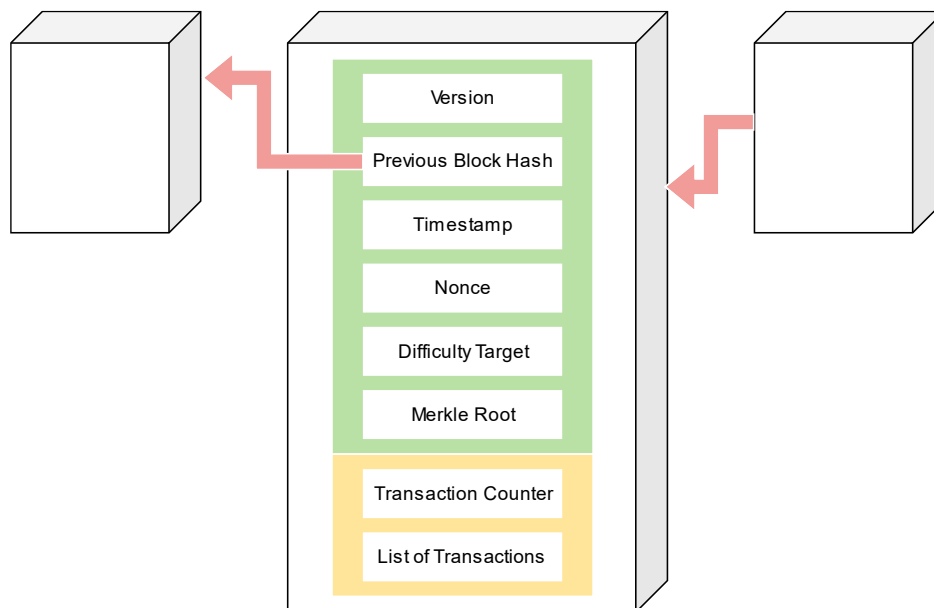 Version
Previous Block Hash
Timestamp
Nonce
Difficulty Target
Merkle Root
Transaction Counter
List of Transactions